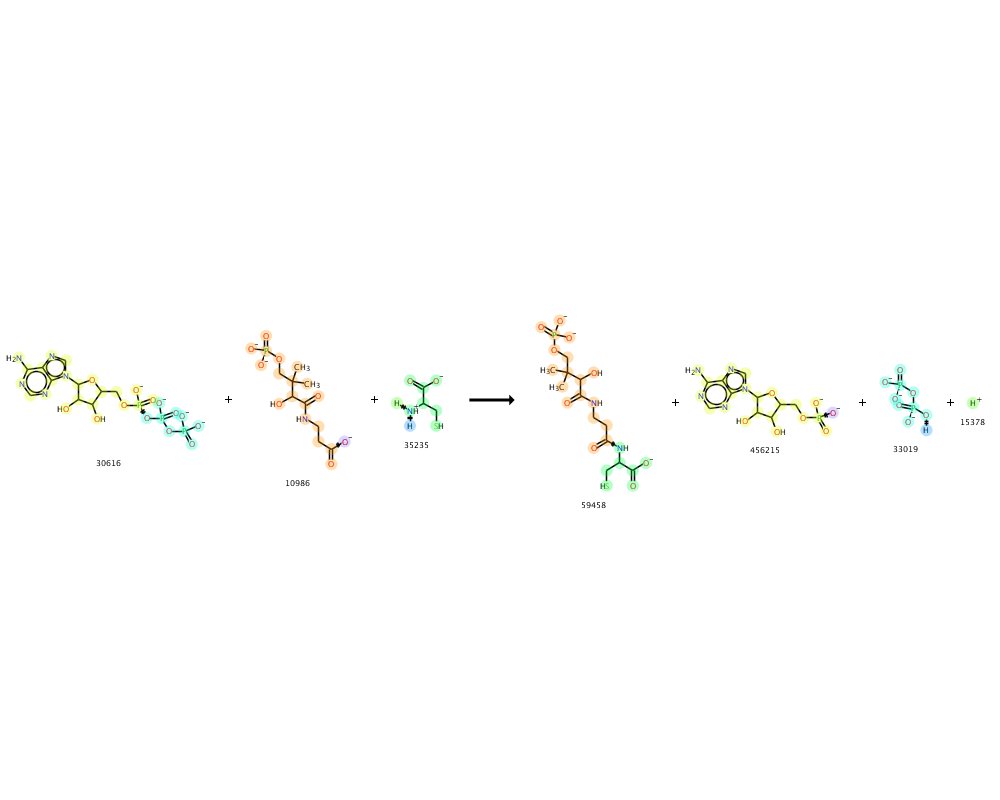 H₂N N N N N O HO OH O P O⁻ O O P O⁻ O O P O⁻ O⁻ O
30616
+
O O⁻ P O⁻ O CH₃ CH₃ HO O HN O⁻ O
10986
+
O O⁻ H NH H SH
35235
O⁻ O P O⁻ O H₃C H₃C OH O NH O NH O⁻ HS O
59458
+
H₂N N N N N O HO OH O P O⁻ O⁻ O
456215
+
O O⁻ P O O⁻ O P O⁻ O H
33019
+
H⁺
15378